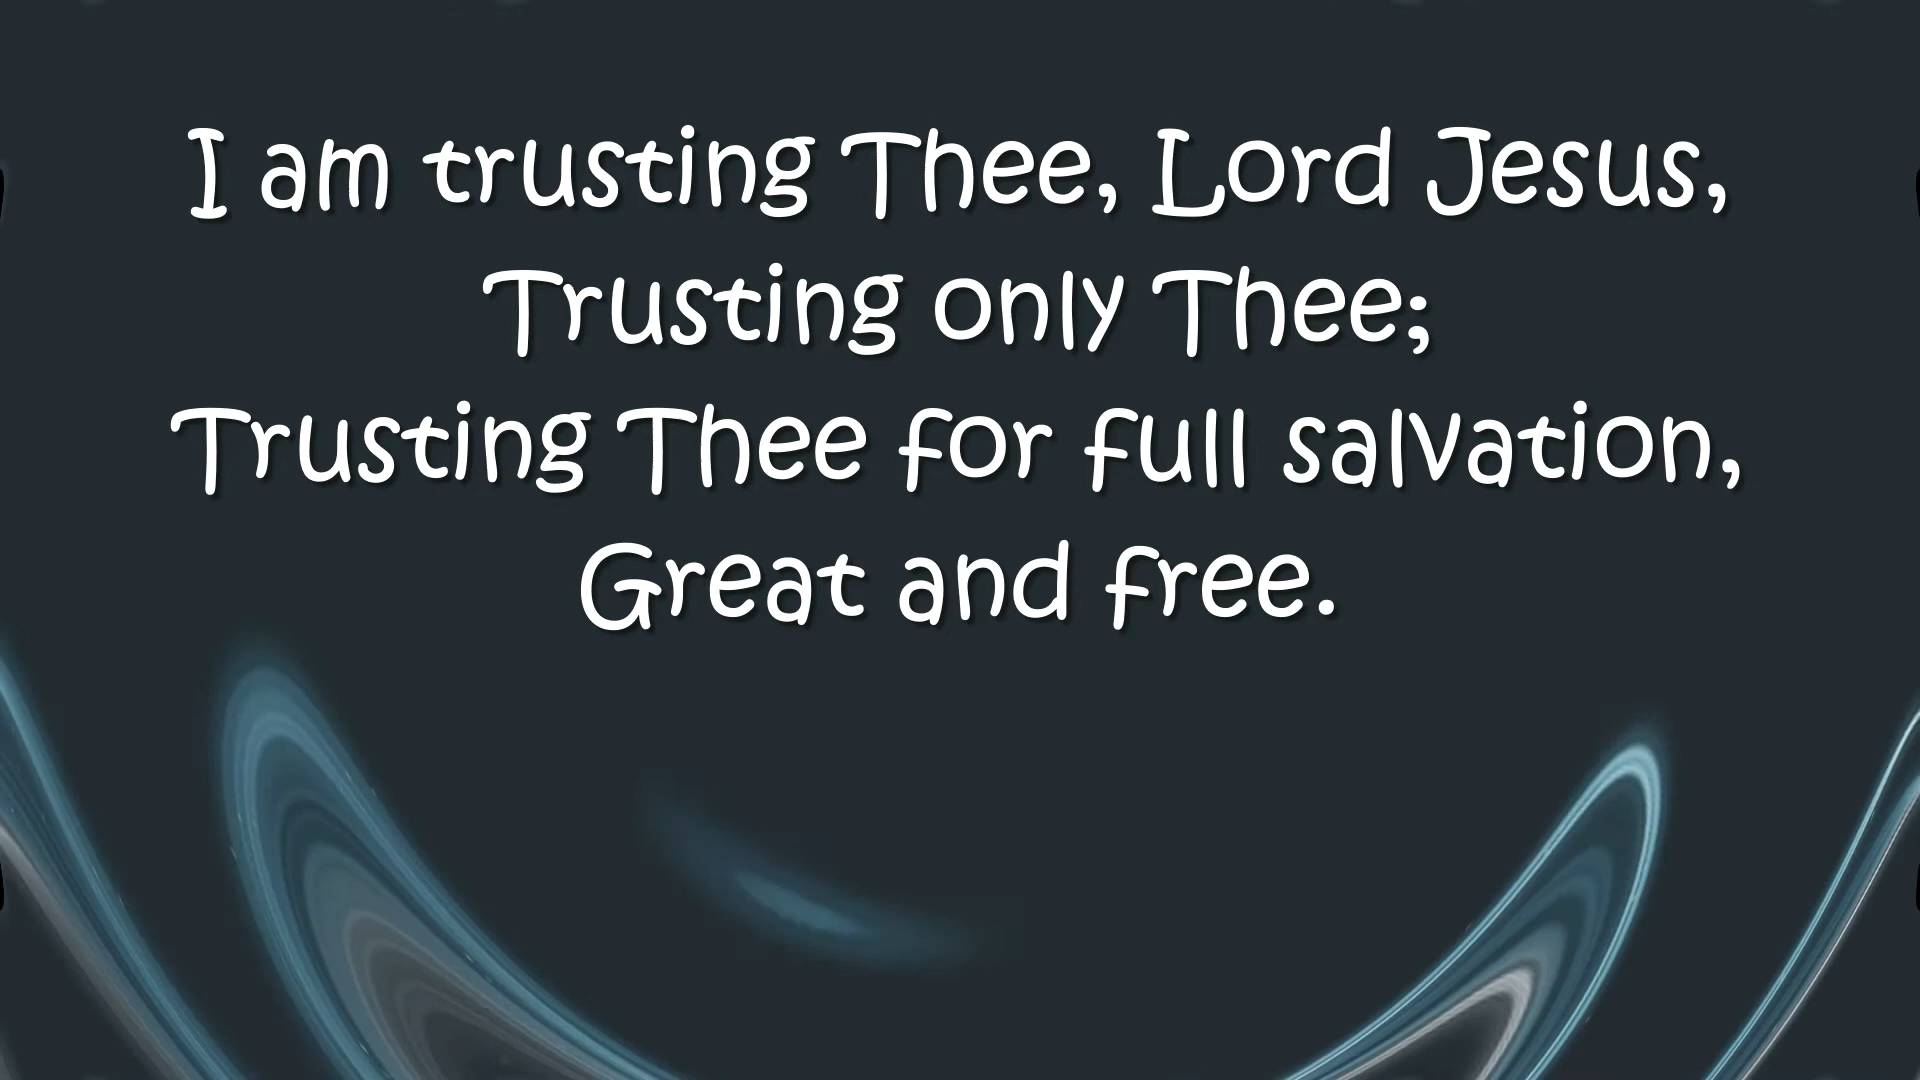 I am trusting Thee, Lord Jesus,
Trusting only Thee;
Trusting Thee for full salvation,
Great and free.